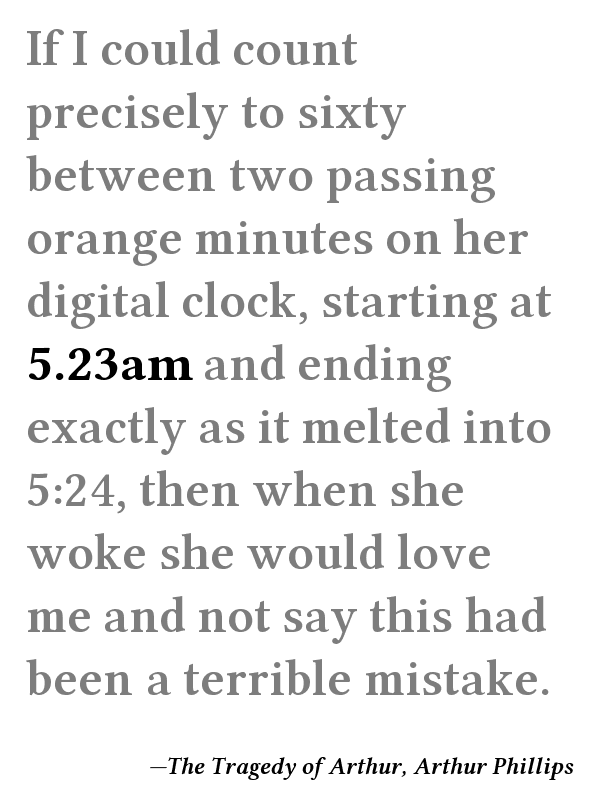 If I could count
precisely to sixty
between two passing
orange minutes on her
digital clock, starting at
5.23am and ending
exactly as it melted into
5:24, then when she
woke she would love
me and not say this had
been a terrible mistake.
—The Tragedy of Arthur, Arthur Phillips